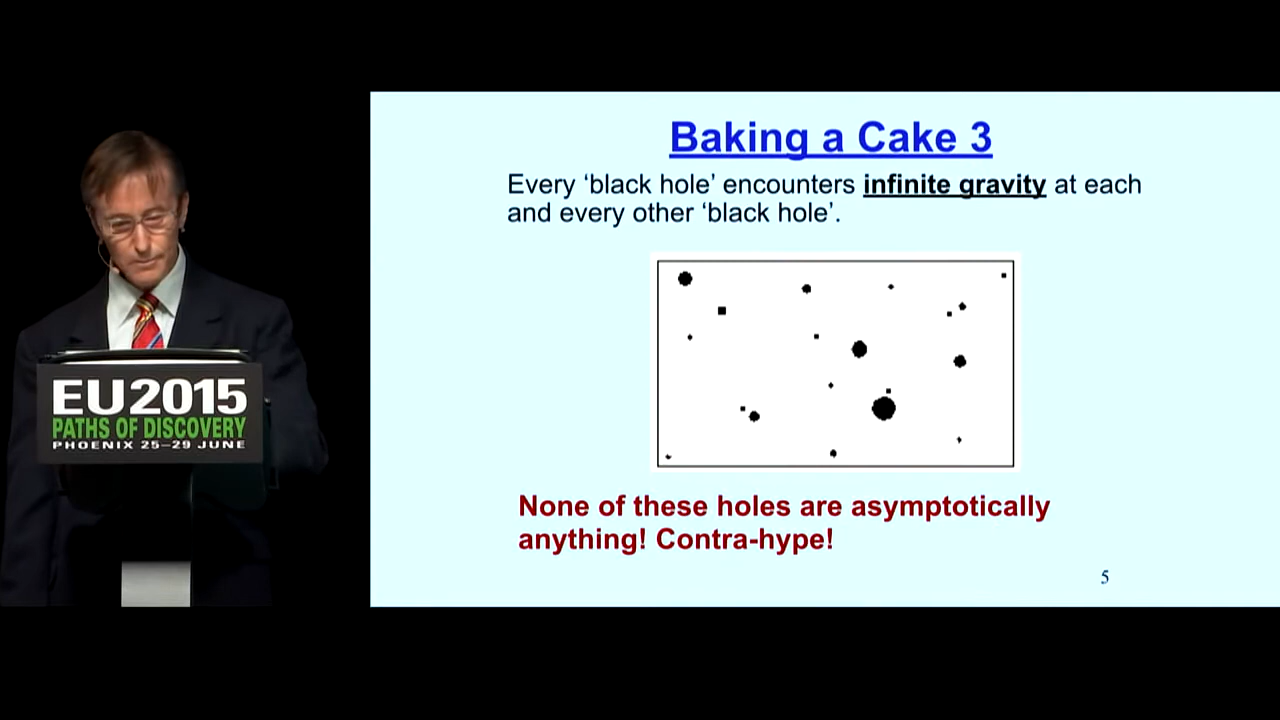 Baking a Cake 3
Every ‘black hole’ encounters infinite gravity at each
and every other ‘black hole’.
None of these holes are asymptotically
anything! Contra-hype!
5
EU2015
PATHS OF DISCOVERY
PHOENIX 25–29 JUNE